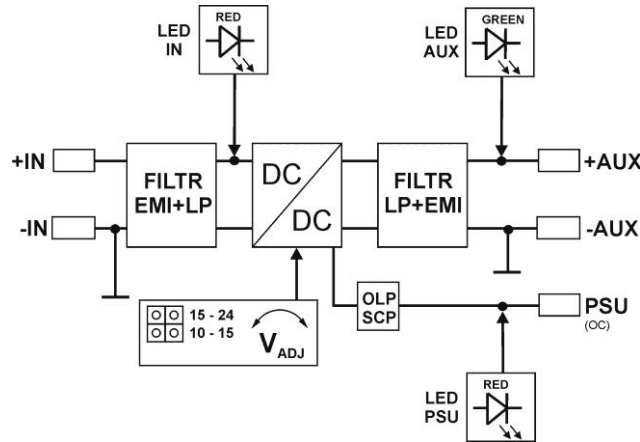 LED
IN
RED
LED
AUX
GREEN
+IN
-IN
FILTR
EMI+LP
DC
DC
FILTR
LP+EMI
+AUX
-AUX
15 - 24
10 - 15
VADJ
OLP
SCP
PSU
(OC)
LED
PSU
RED